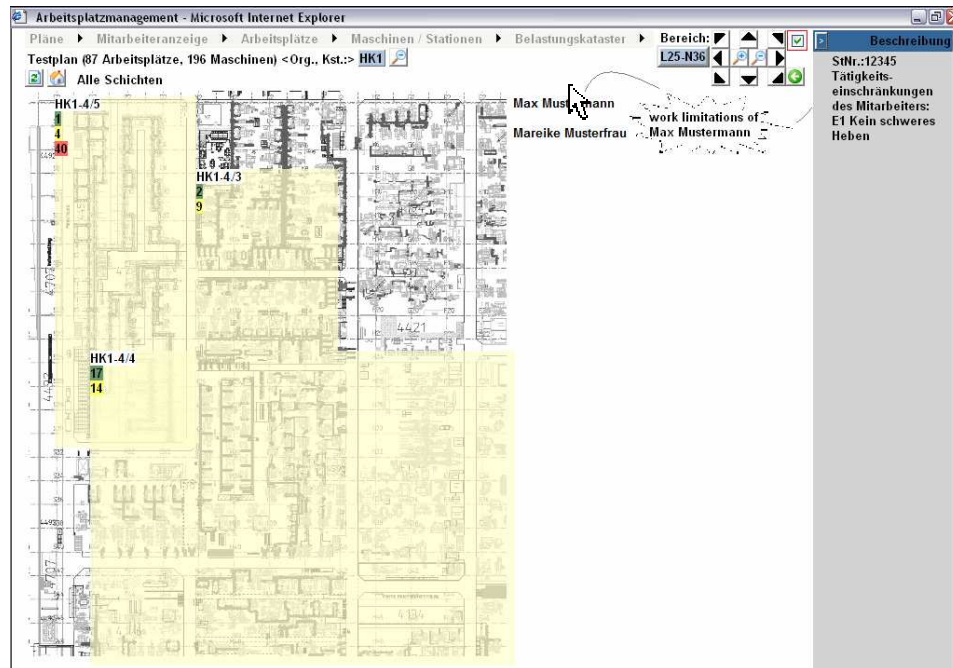 Arbeitsplatzmanagement - Microsoft Internet Explorer
Pläne Mitarbeiteranzeige Arbeitsplätze Maschinen / Stationen Belastungskataster Bereich:
Testplan (87 Arbeitsplätze, 196 Maschinen) <Org., Kst.:> HK1
L25-N36
Alle Schichten
Beschreibung
StNr.:12345
Tätigkeits-
einschränkungen
des Mitarbeiters:
E1 Kein schweres
Heben
Max Mustermann
Mareike Musterfrau
work limitations of
Max Mustermann
HK1-4/5
1
4
40
HK1-4/3
2
9
HK1-4/4
17
14
4707
4421
4707
4134